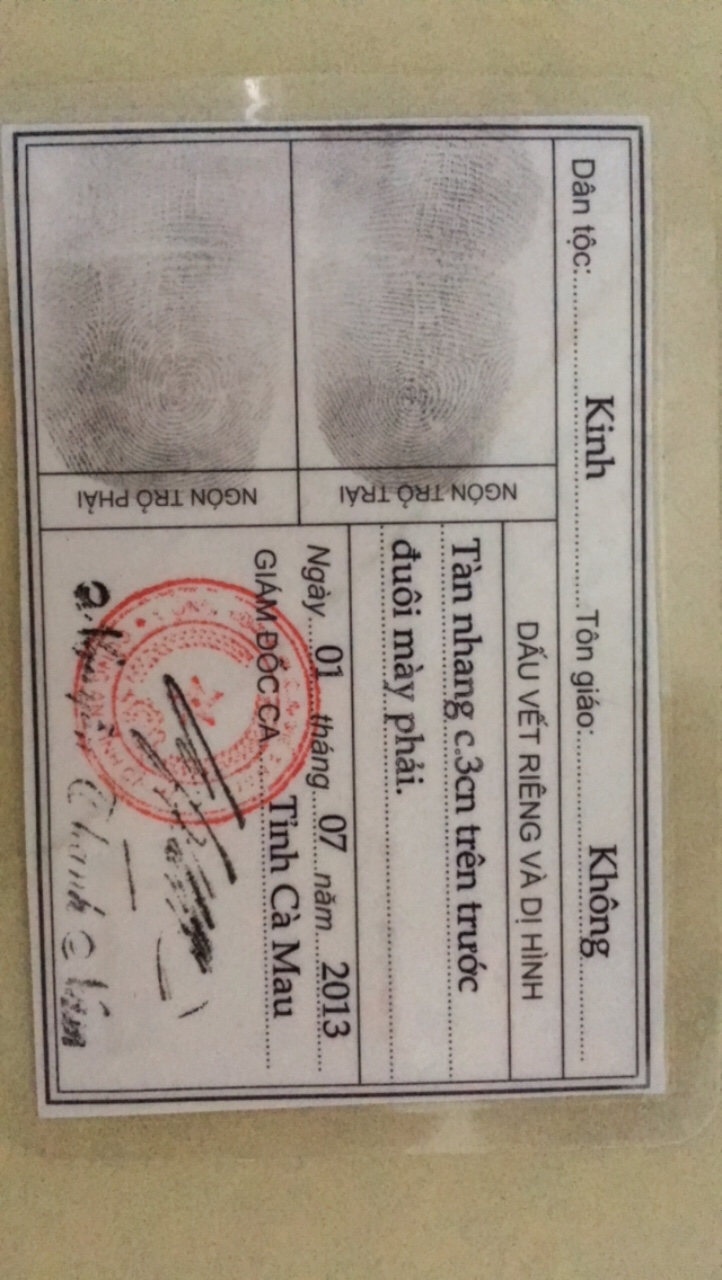 Dân tộc: Kinh Tôn giáo: Không
NGÓN TRỎ TRÁI
NGÓN TRỎ PHẢI
DẤU VẾT RIÊNG VÀ DỊ HÌNH
Tàn nhang c.3cn trên trước
đuôi mày phải.
Ngày 01 tháng 07 năm 2013
GIÁM ĐỐC CA Tỉnh Cà Mau